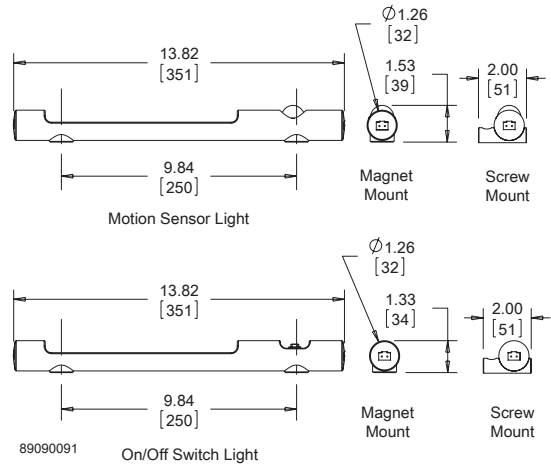 13.82
[351]
∅1.26
[32]
1.53
[39]
2.00
[51]
9.84
[250]
Magnet
Mount
Screw
Mount
Motion Sensor Light
13.82
[351]
∅1.26
[32]
1.33
[34]
2.00
[51]
9.84
[250]
Magnet
Mount
Screw
Mount
89090091
On/Off Switch Light